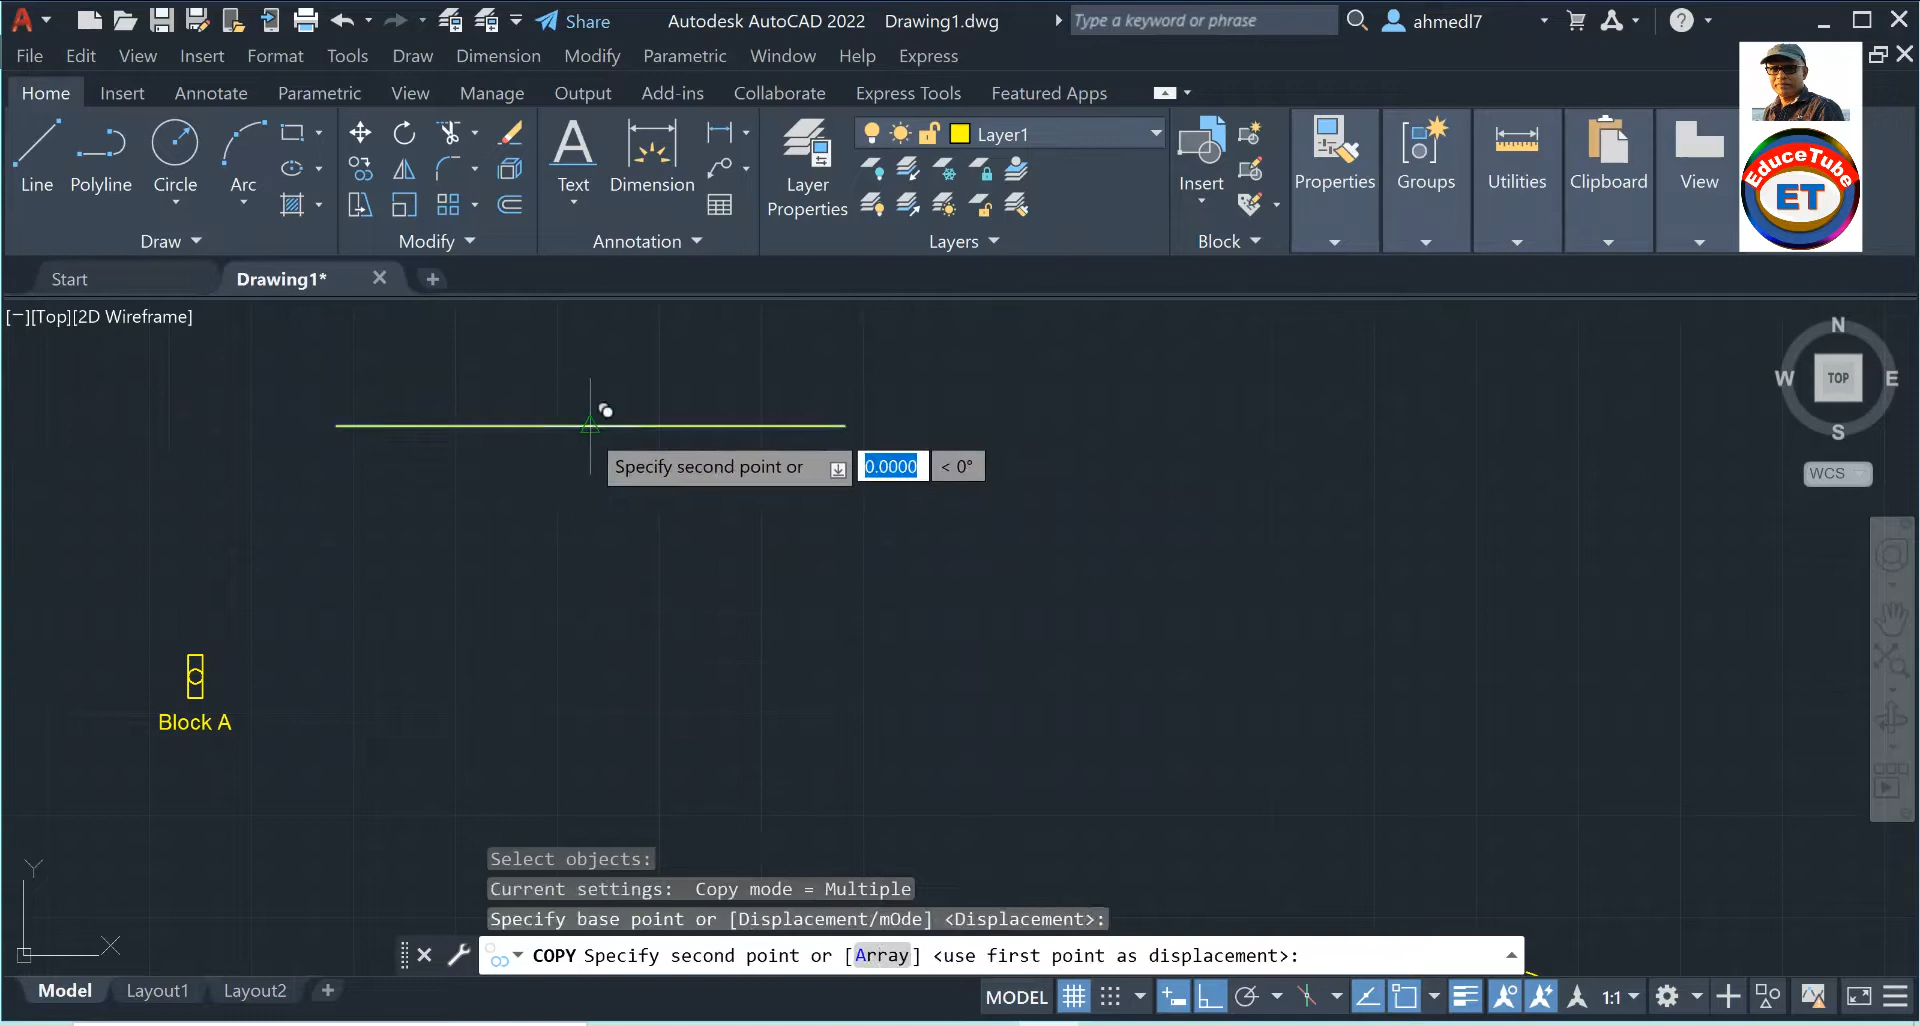 Share Autodesk AutoCAD 2022 Drawing1.dwg Type a keyword or phrase ahmedl7
File Edit View Insert Format Tools Draw Dimension Modify Parametric Window Help Express
Home Insert Annotate Parametric View Manage Output Add-ins Collaborate Express Tools Featured Apps
Layer1
Line Polyline Circle Arc Text Dimension Layer Properties Insert Properties Groups Utilities Clipboard View
Draw Modify Annotation Layers Block
EduceTube
ET
Start Drawing1*
[−][Top][2D Wireframe]
N
W TOP E
S
WCS
Specify second point or 0.0000 < 0°
Block A
Y
X
Select objects:
Current settings: Copy mode = Multiple
Specify base point or [Displacement/mOde] <Displacement>:
COPY Specify second point or [Array] <use first point as displacement>:
Model Layout1 Layout2 MODEL 1:1